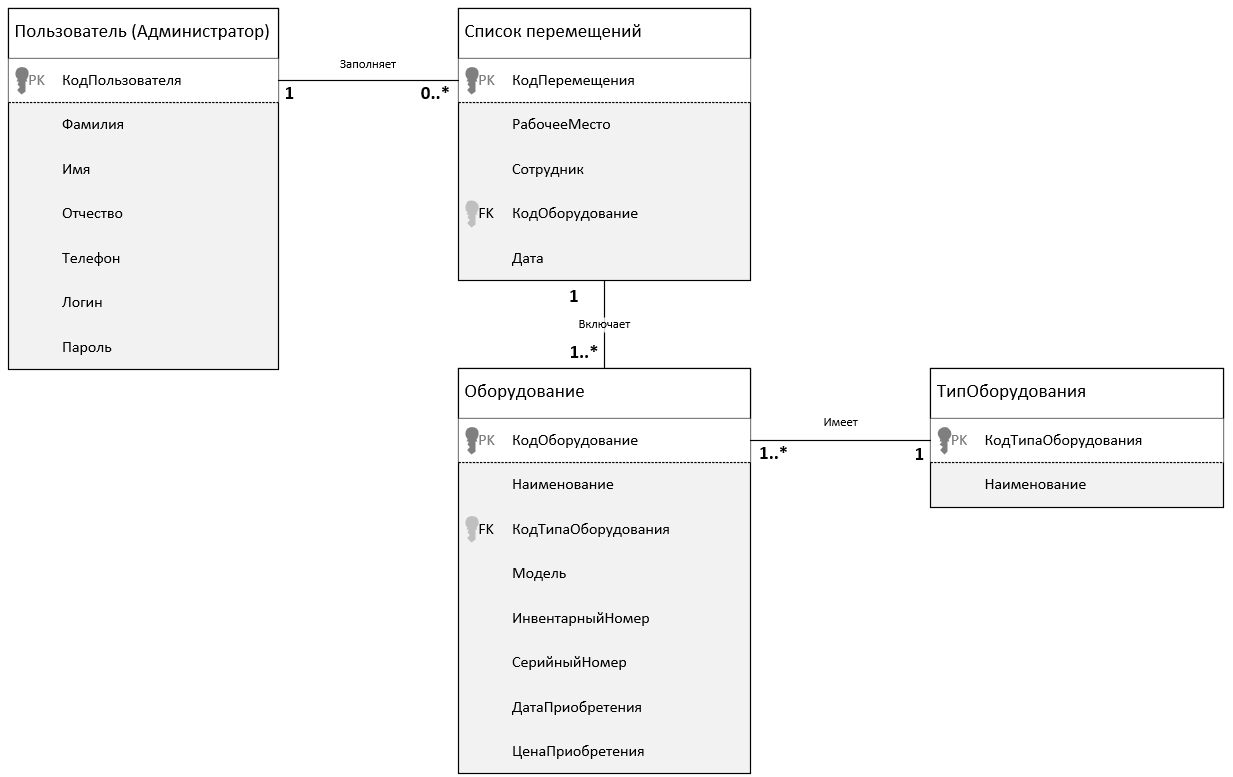 Пользователь (Администратор)
PK КодПользователя
Фамилия
Имя
Отчество
Телефон
Логин
Пароль
Заполняет
1
0..*
Список перемещений
PK КодПеремещения
РабочееМесто
Сотрудник
FK КодОборудование
Дата
1
Включает
1..*
Оборудование
PK КодОборудование
Наименование
FK КодТипаОборудования
Модель
ИнвентарныйНомер
СерийныйНомер
ДатаПриобретения
ЦенаПриобретения
Имеет
1..*
1
ТипОборудования
PK КодТипаОборудования
Наименование